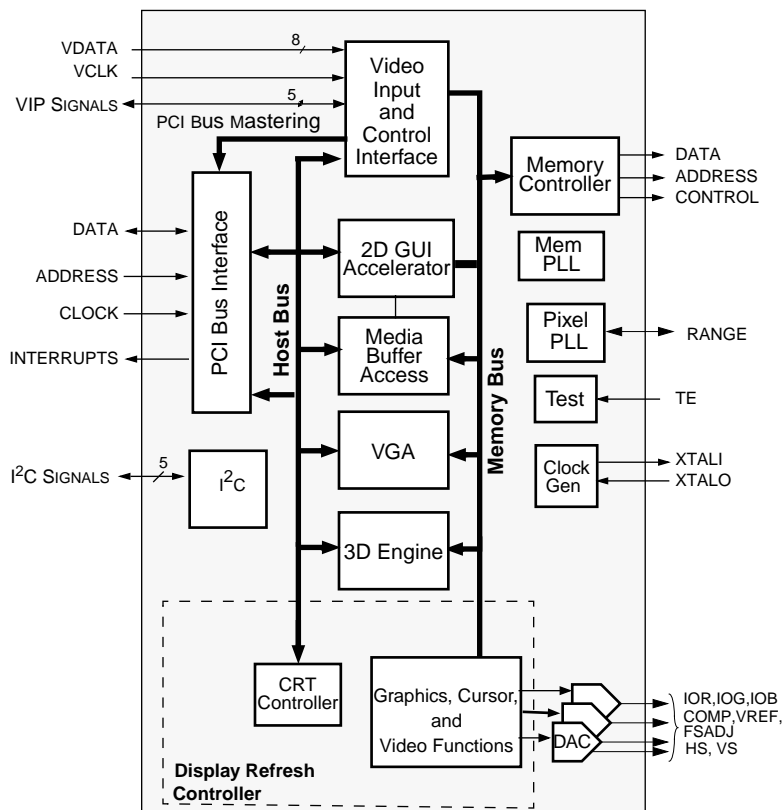 VDATA
8
VCLK
VIP SIGNALS
5
PCI BUS MASTERING
Video
Input
and
Control
Interface
Memory
Controller
DATA
ADDRESS
CONTROL
DATA
ADDRESS
CLOCK
INTERRUPTS
PCI Bus Interface
Host Bus
2D GUI
Accelerator
Media
Buffer
Access
Memory Bus
Mem
PLL
Pixel
PLL
RANGE
Test
TE
VGA
Clock
Gen
XTALI
XTALO
I²C SIGNALS
5
I²C
3D Engine
CRT
Controller
Graphics, Cursor,
and
Video Functions
DAC
IOR,IOG,IOB
COMP,VREF,
FSADJ
HS, VS
Display Refresh
Controller